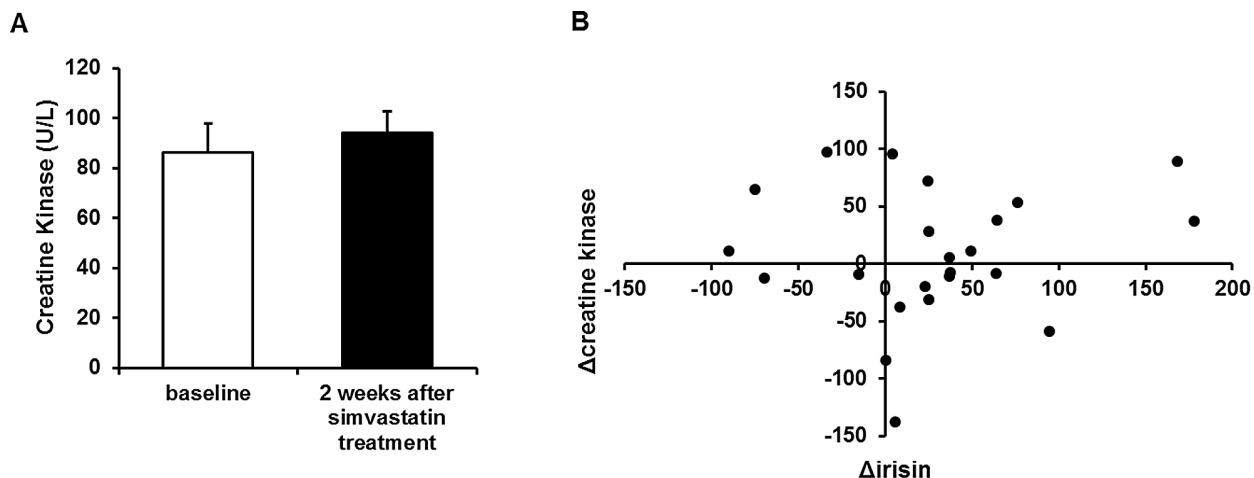 A
Creatine Kinase (U/L)
120
100
80
60
40
20
0
baseline
2 weeks after
simvastatin
treatment
B
Δcreatine kinase
150
100
50
0
-50
-100
-150
-150 -100 -50 0 50 100 150 200
Δirisin